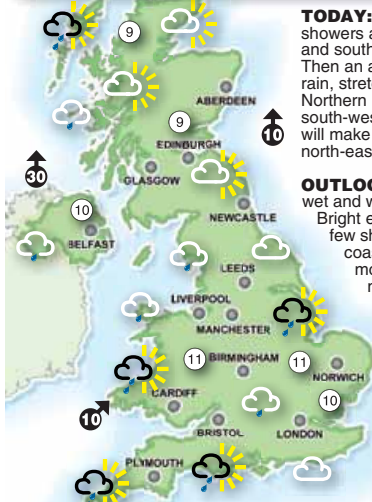 TODAY:
showers a
and south
Then an a
rain, stret
Northern
south-wes
will make
north-eas
OUTLOO
wet and w
Bright e
few sh
coa
mo
9
9
ABERDEEN
10
EDINBURGH
GLASGOW
30
10
BELFAST
NEWCASTLE
LEEDS
LIVERPOOL
MANCHESTER
11
BIRMINGHAM
11
NORWICH
10
CARDIFF
10
BRISTOL
LONDON
PLYMOUTH